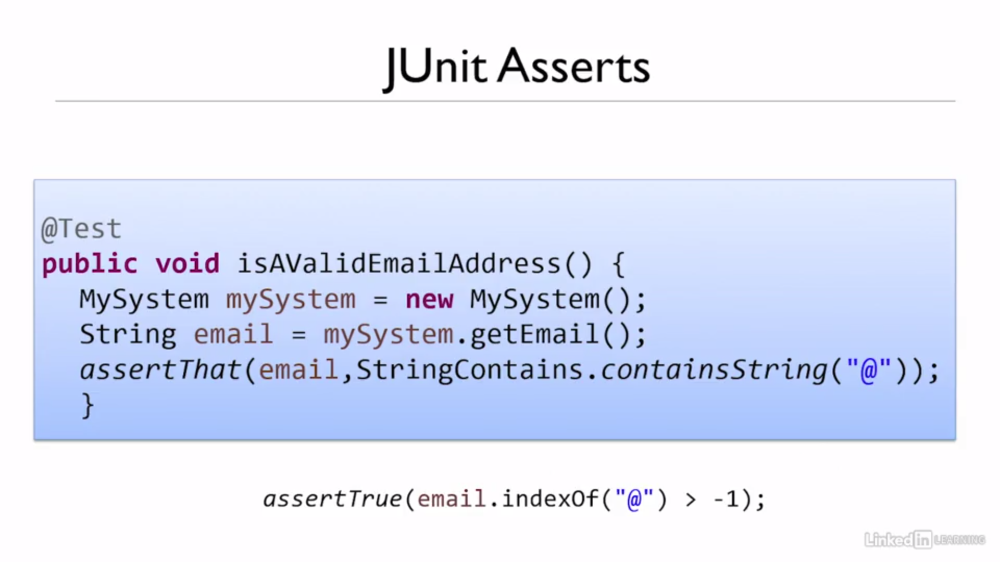 JUnit Asserts
@Test
public void isAValidEmailAddress() {
MySystem mySystem = new MySystem();
String email = mySystem.getEmail();
assertThat(email,StringContains.containsString("@"));
}
assertTrue(email.indexOf("@") > -1);
Linked in LEARNING